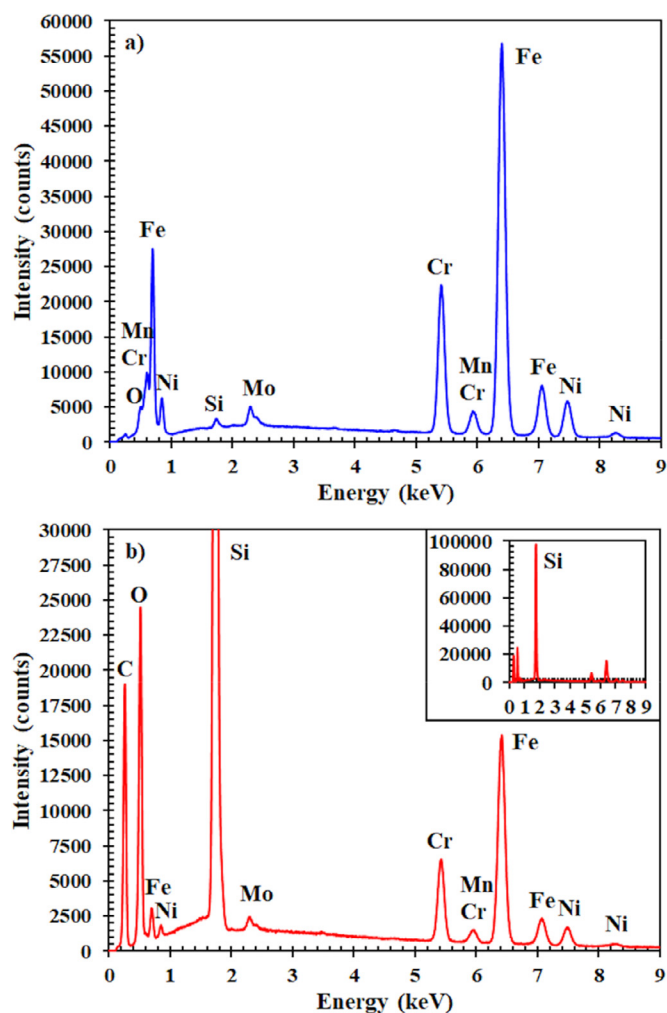 a)
60000
55000
50000
45000
40000
35000
30000
25000
20000
15000
10000
5000
0
Intensity (counts)
Fe
Fe
Mn
Cr
O
Ni
Si
Mo
Cr
Mn
Cr
Fe
Ni
Ni
0 1 2 3 4 5 6 7 8 9
Energy (keV)
b)
30000
27500
25000
22500
20000
17500
15000
12500
10000
7500
5000
2500
0
Intensity (counts)
C
O
Si
Fe
Ni
Mo
Cr
Mn
Cr
Fe
Fe
Ni
Ni
100000
80000
60000
40000
20000
0
Si
0 1 2 3 4 5 6 7 8 9
0 1 2 3 4 5 6 7 8 9
Energy (keV)